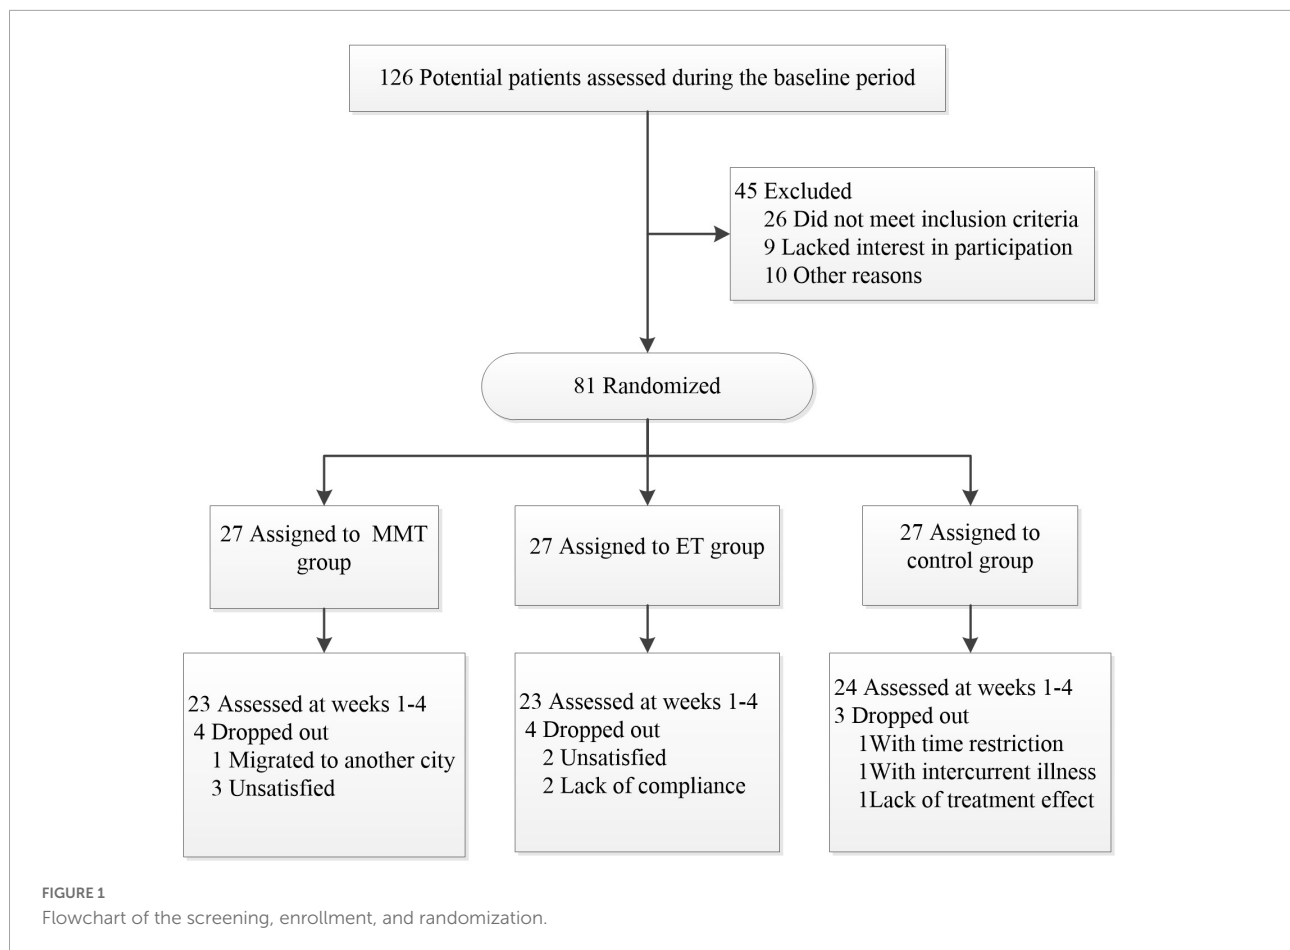 126 Potential patients assessed during the baseline period
45 Excluded
26 Did not meet inclusion criteria
9 Lacked interest in participation
10 Other reasons
81 Randomized
27 Assigned to MMT
group
27 Assigned to ET group
27 Assigned to
control group
23 Assessed at weeks 1-4
4 Dropped out
1 Migrated to another city
3 Unsatisfied
23 Assessed at weeks 1-4
4 Dropped out
2 Unsatisfied
2 Lack of compliance
24 Assessed at weeks 1-4
3 Dropped out
1With time restriction
1With intercurrent illness
1Lack of treatment effect
FIGURE 1
Flowchart of the screening, enrollment, and randomization.